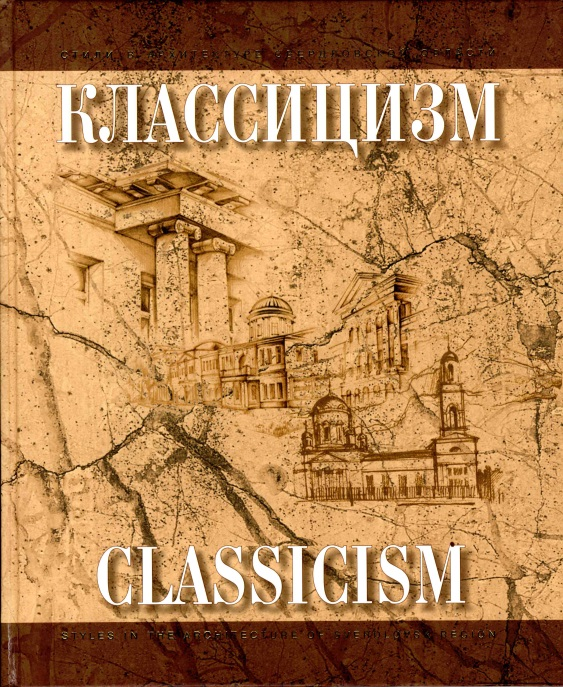 СТИЛИ В АРХИТЕКТУРЕ СВЕРДЛОВСКОЙ ОБЛАСТИ
КЛАССИЦИЗМ
CLASSICISM
STYLES IN THE ARCHITECTURE OF SVERDLOVSK REGION